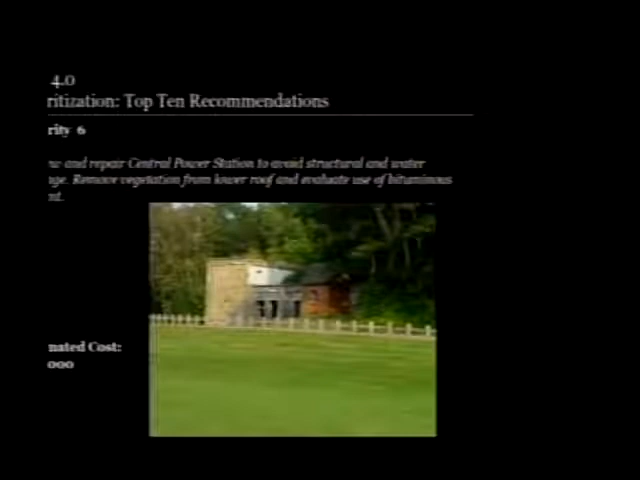 4.0
ritization: Top Ten Recommendations
rity 6
w and repair Central Power Station to avoid structural and water
ge. Remove vegetation from lower roof and evaluate use of bituminous
nt.
nated Cost:
000